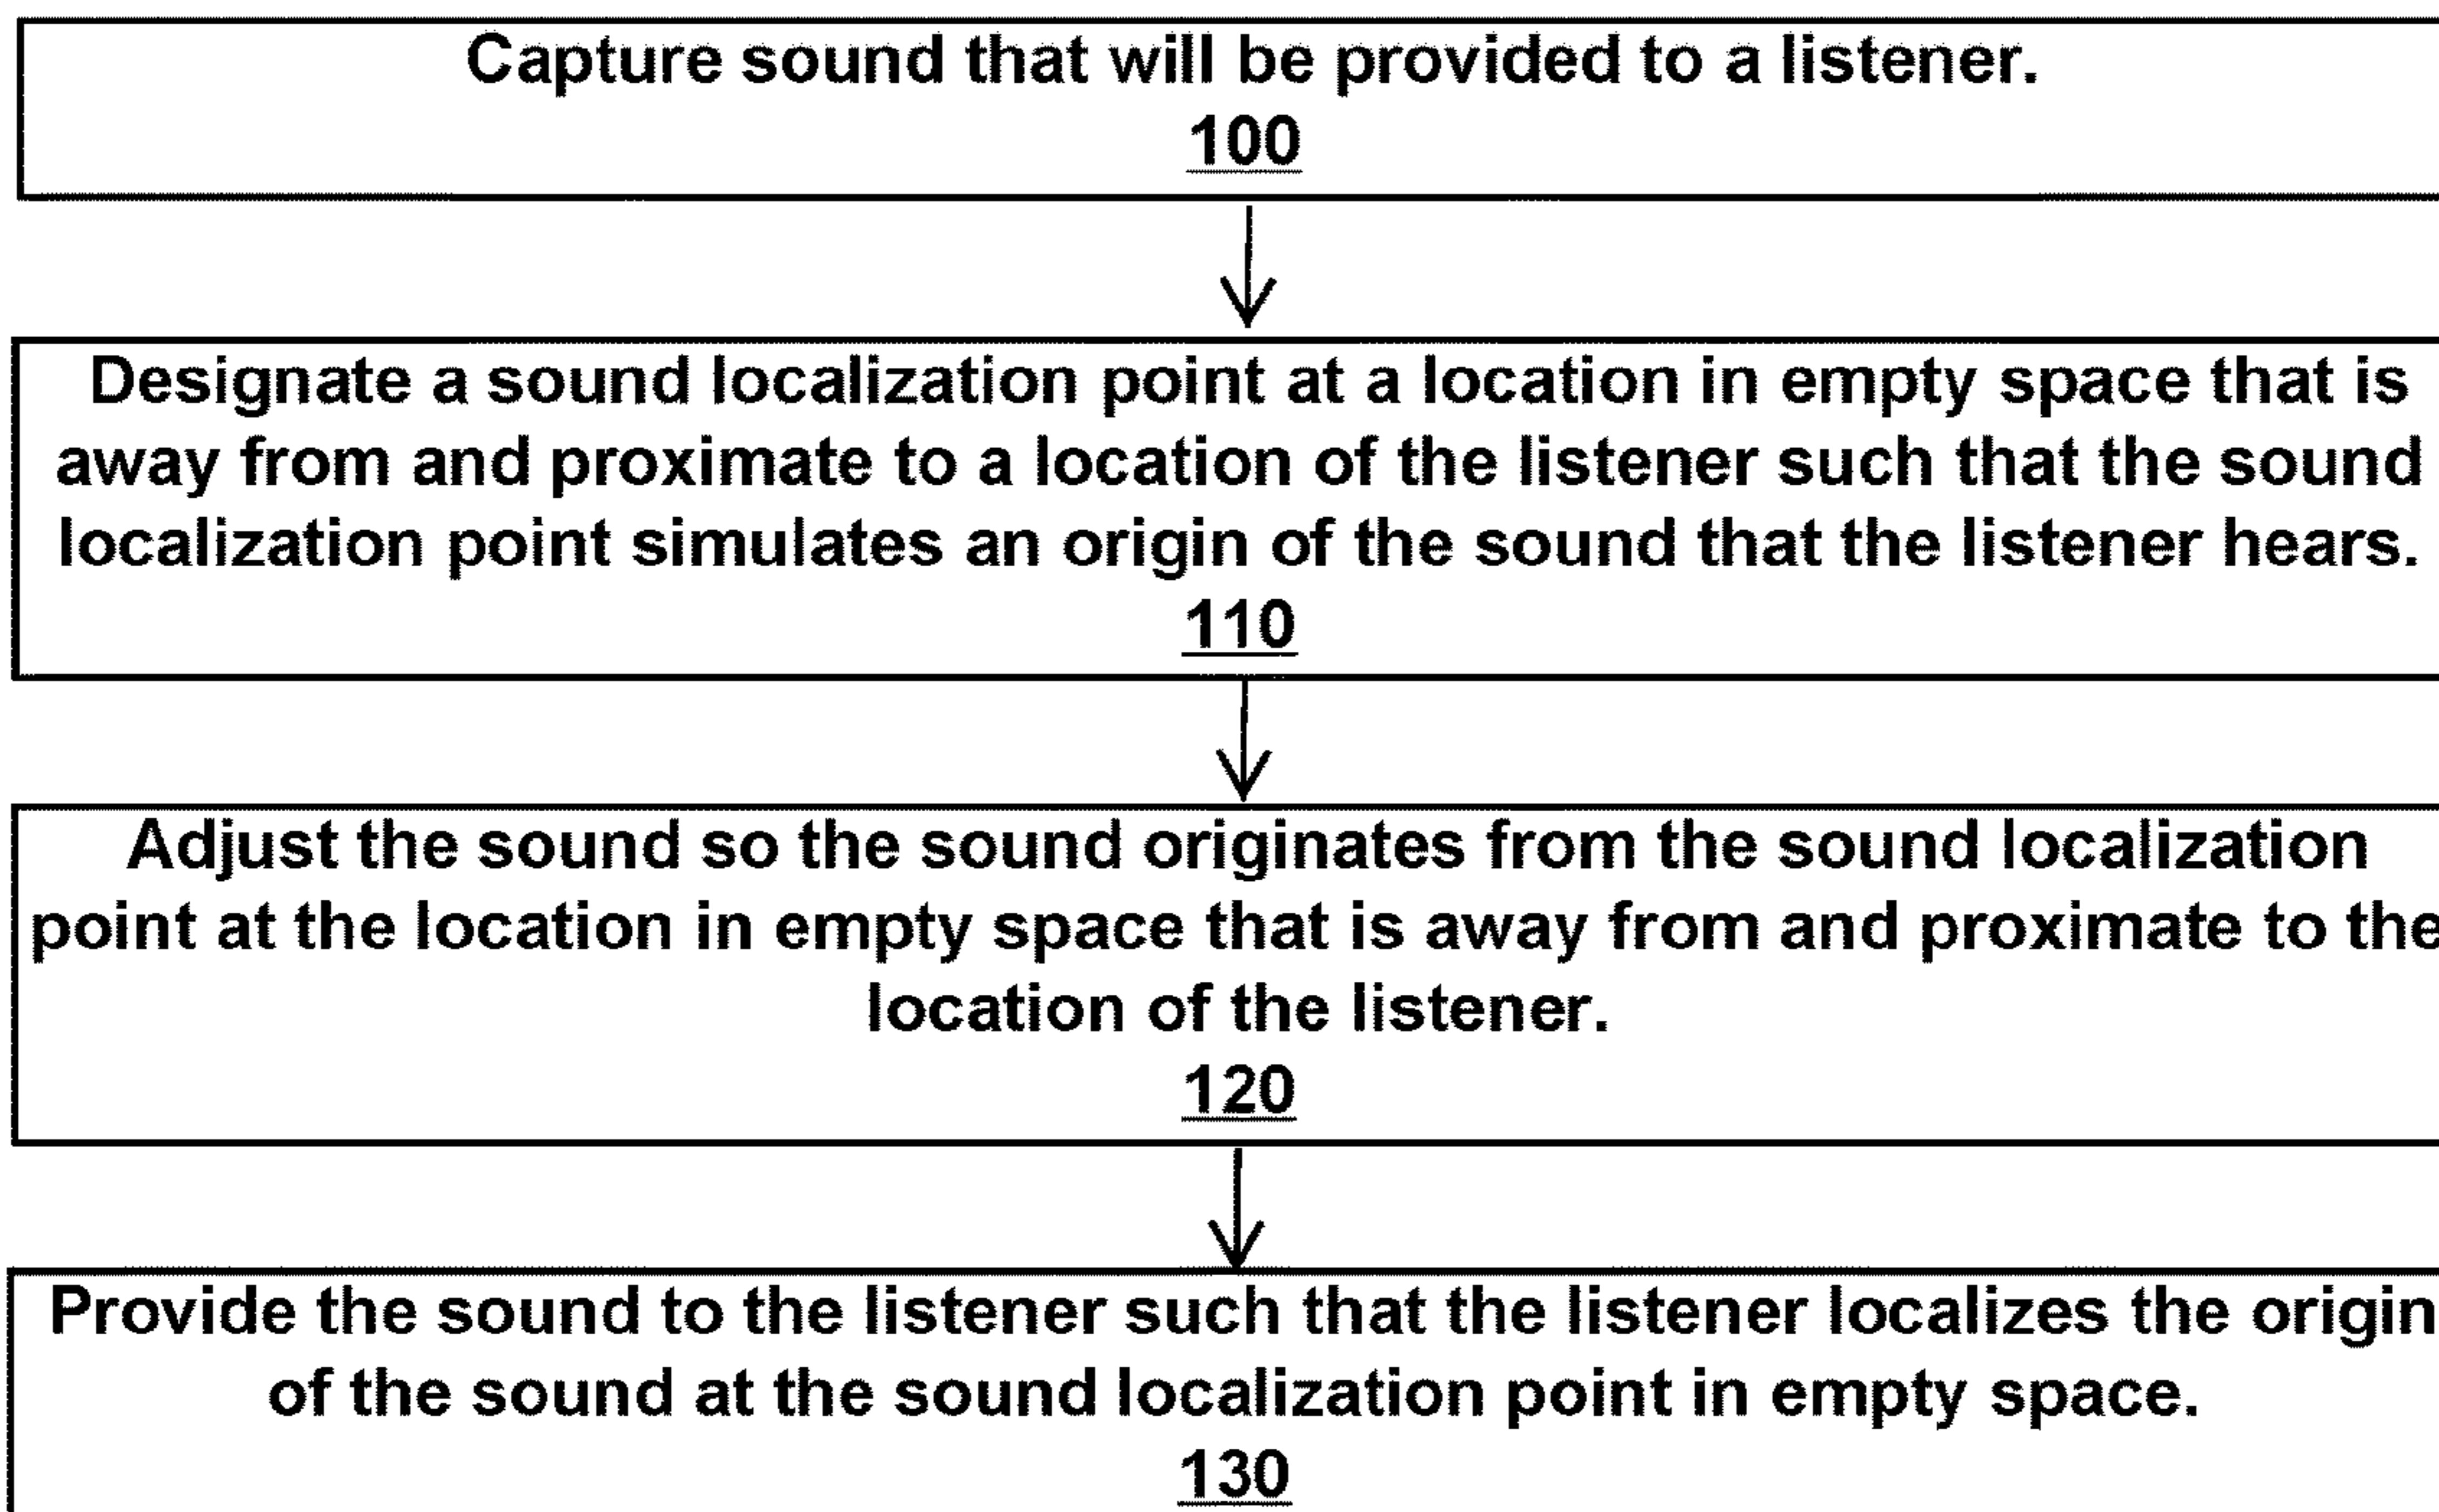 Capture sound that will be provided to a listener.
100
Designate a sound localization point at a location in empty space that is
away from and proximate to a location of the listener such that the sound
localization point simulates an origin of the sound that the listener hears.
110
Adjust the sound so the sound originates from the sound localization
point at the location in empty space that is away from and proximate to the
location of the listener.
120
Provide the sound to the listener such that the listener localizes the origin
of the sound at the sound localization point in empty space.
130